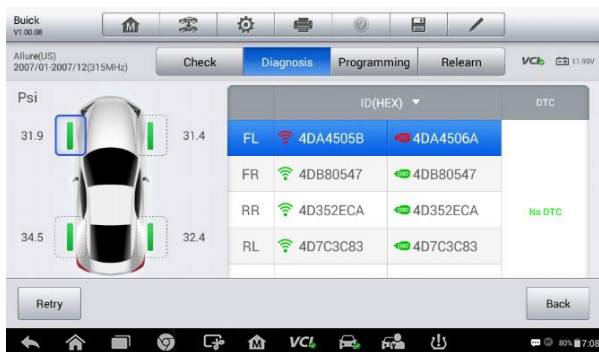 Buick
V1.00.08
Allure(US)
2007/01-2007/12(315MHz)
Check
Diagnosis
Programming
Relearn
VCI
11.99V
Psi
31.9
31.4
34.5
32.4
ID(HEX) ▼
DTC
FL 4DA4505B 4DA4506A
FR 4DB80547 4DB80547
RR 4D352ECA 4D352ECA
RL 4D7C3C83 4D7C3C83
No DTC
Retry
Back
VCI
80% 7:08